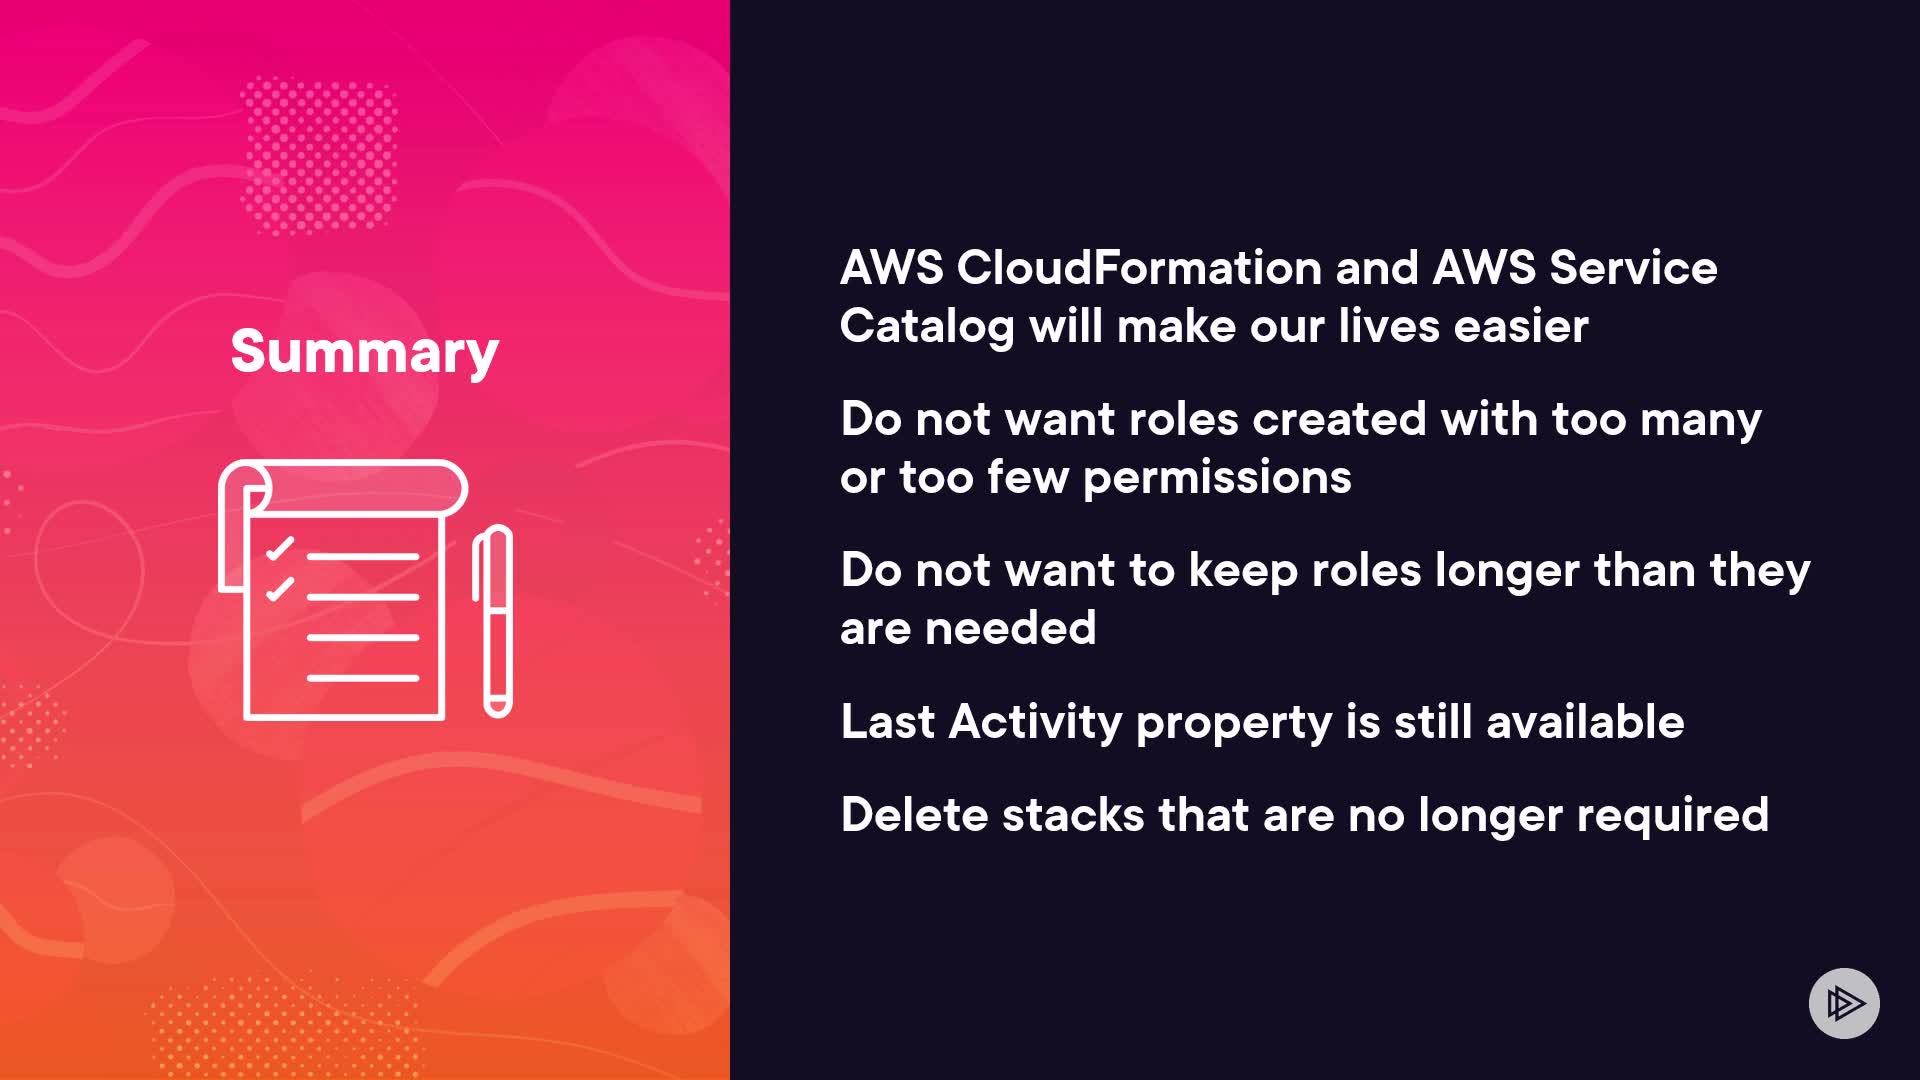 Summary
AWS CloudFormation and AWS Service
Catalog will make our lives easier
Do not want roles created with too many
or too few permissions
Do not want to keep roles longer than they
are needed
Last Activity property is still available
Delete stacks that are no longer required